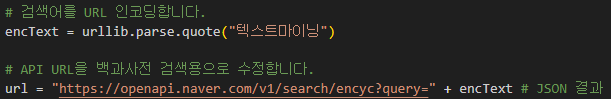 # 검색어를 URL 인코딩합니다.
encText = urllib.parse.quote("텍스트마이닝")
# API URL을 백과사전 검색용으로 수정합니다.
url = "https://openapi.naver.com/v1/search/encyc?query=" + encText # JSON 결과